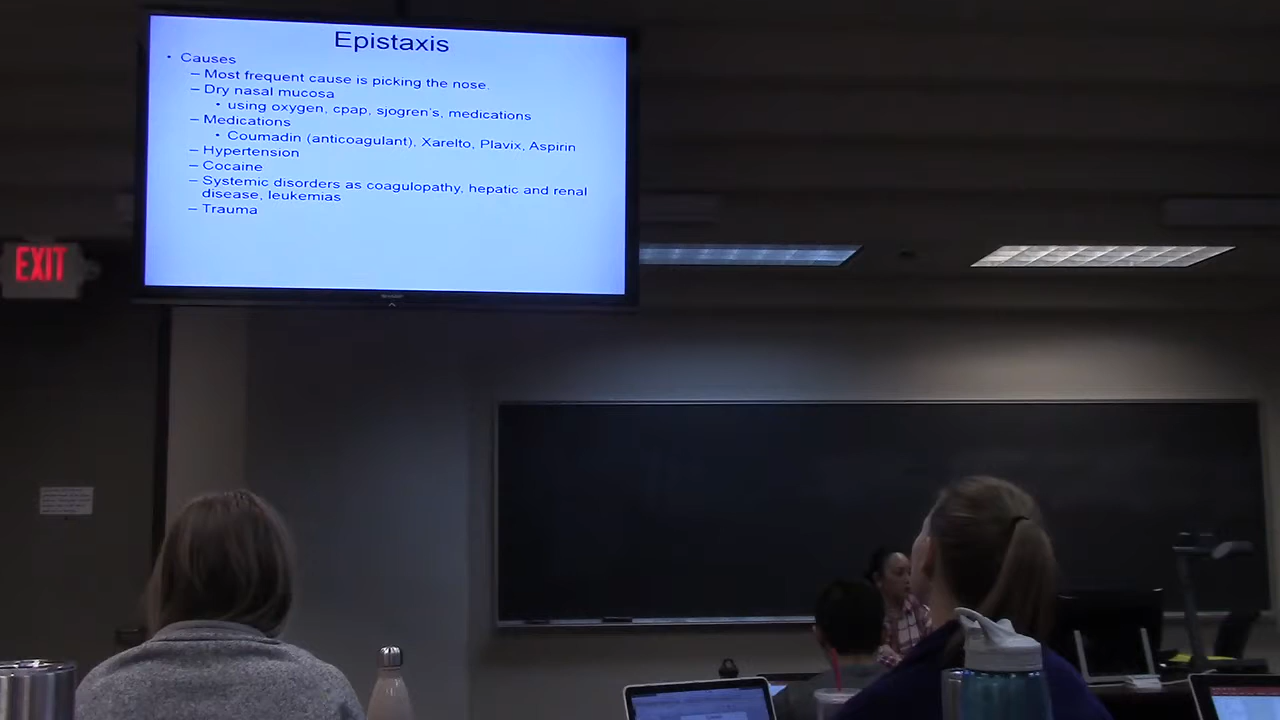 Epistaxis
• Causes
– Most frequent cause is picking the nose.
– Dry nasal mucosa
• using oxygen, cpap, sjogren's, medications
– Medications
• Coumadin (anticoagulant), Xarelto, Plavix, Aspirin
– Hypertension
– Cocaine
– Systemic disorders as coagulopathy, hepatic and renal
disease, leukemias
– Trauma
EXIT
SHARP